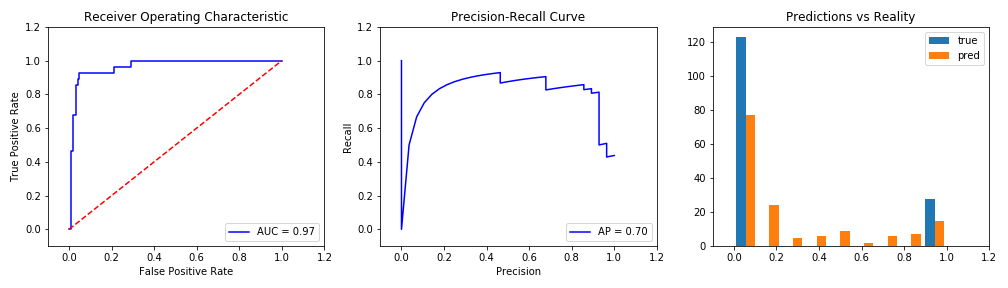 Receiver Operating Characteristic
1.2
1.0
0.8
0.6
0.4
0.2
0.0
True Positive Rate
AUC = 0.97
0.0 0.2 0.4 0.6 0.8 1.0 1.2
False Positive Rate
Precision-Recall Curve
1.2
1.0
0.8
0.6
0.4
0.2
0.0
Recall
AP = 0.70
0.0 0.2 0.4 0.6 0.8 1.0 1.2
Precision
Predictions vs Reality
true
pred
120
100
80
60
40
20
0
0.0 0.2 0.4 0.6 0.8 1.0 1.2